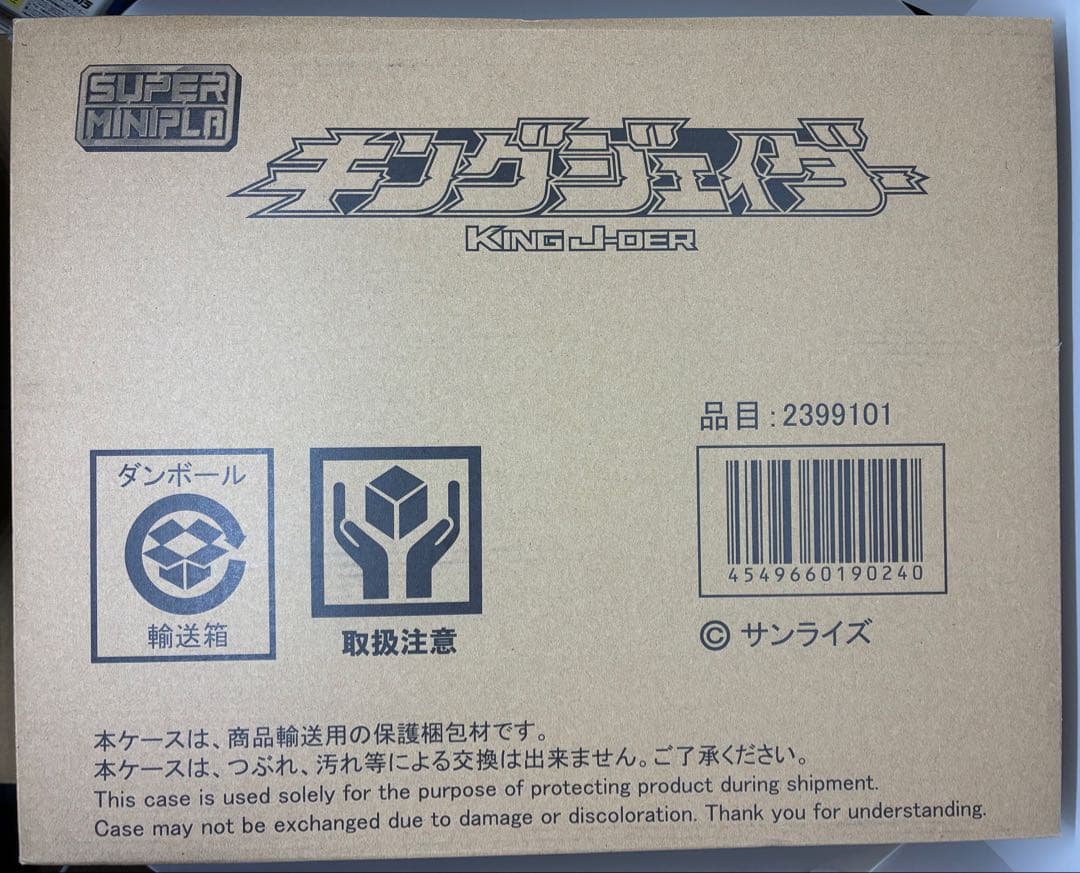 SUPER
MINIPLA
キングジェイダー
KING J-DER
品目:2399101
ダンボール
輸送箱
取扱注意
4549660190240
© サンライズ
本ケースは、商品輸送用の保護梱包材です。
本ケースは、つぶれ、汚れ等による交換は出来ません。ご了承ください。
This case is used solely for the purpose of protecting product during shipment.
Case may not be exchanged due to damage or discoloration. Thank you for understanding.